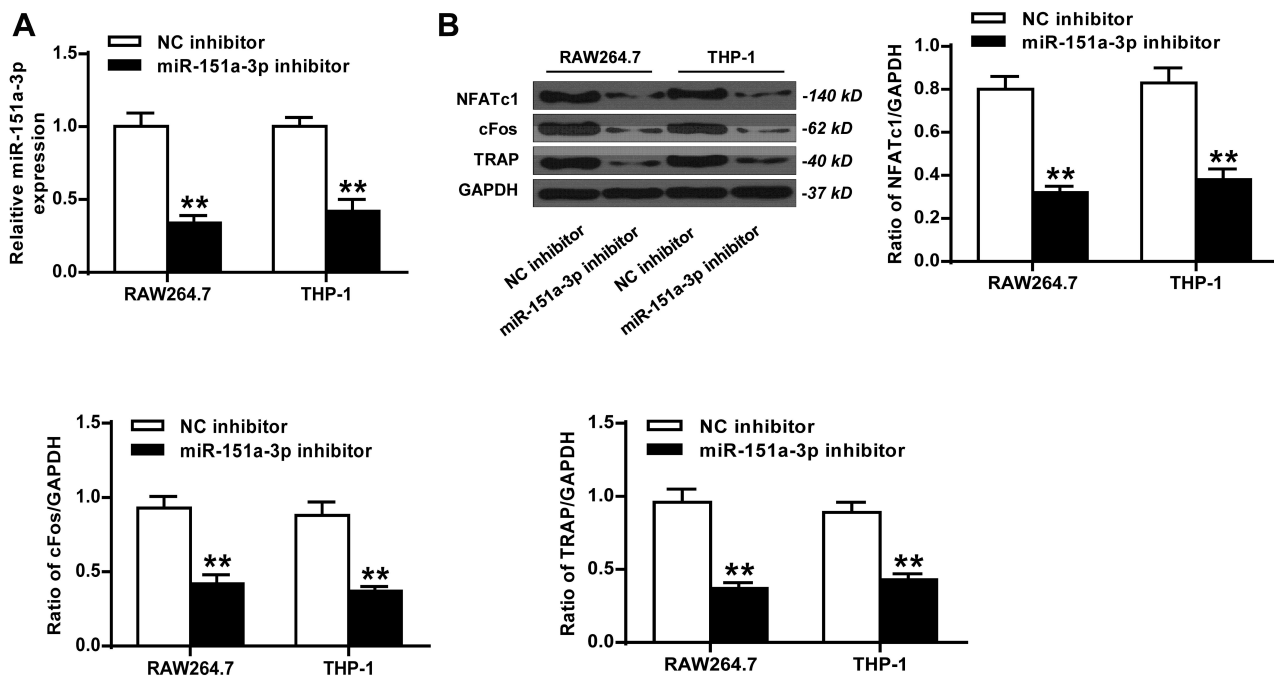 A
NC inhibitor
miR-151a-3p inhibitor
Relaitive miR-151a-3p
expression
1.5
1.0
0.5
0.0
**
**
RAW264.7
THP-1
B
RAW264.7
THP-1
NFATc1
-140 kD
cFos
-62 kD
TRAP
-40 kD
GAPDH
-37 kD
NC inhibitor
miR-151a-3p inhibitor
NC inhibitor
miR-151a-3p inhibitor
NC inhibitor
miR-151a-3p inhibitor
Ratio of NFATc1/GAPDH
1.0
0.8
0.6
0.4
0.2
0.0
**
**
RAW264.7
THP-1
NC inhibitor
miR-151a-3p inhibitor
Ratio of cFos/GAPDH
1.5
1.0
0.5
0.0
**
**
RAW264.7
THP-1
NC inhibitor
miR-151a-3p inhibitor
Ratio of TRAP/GAPDH
1.5
1.0
0.5
0.0
**
**
RAW264.7
THP-1